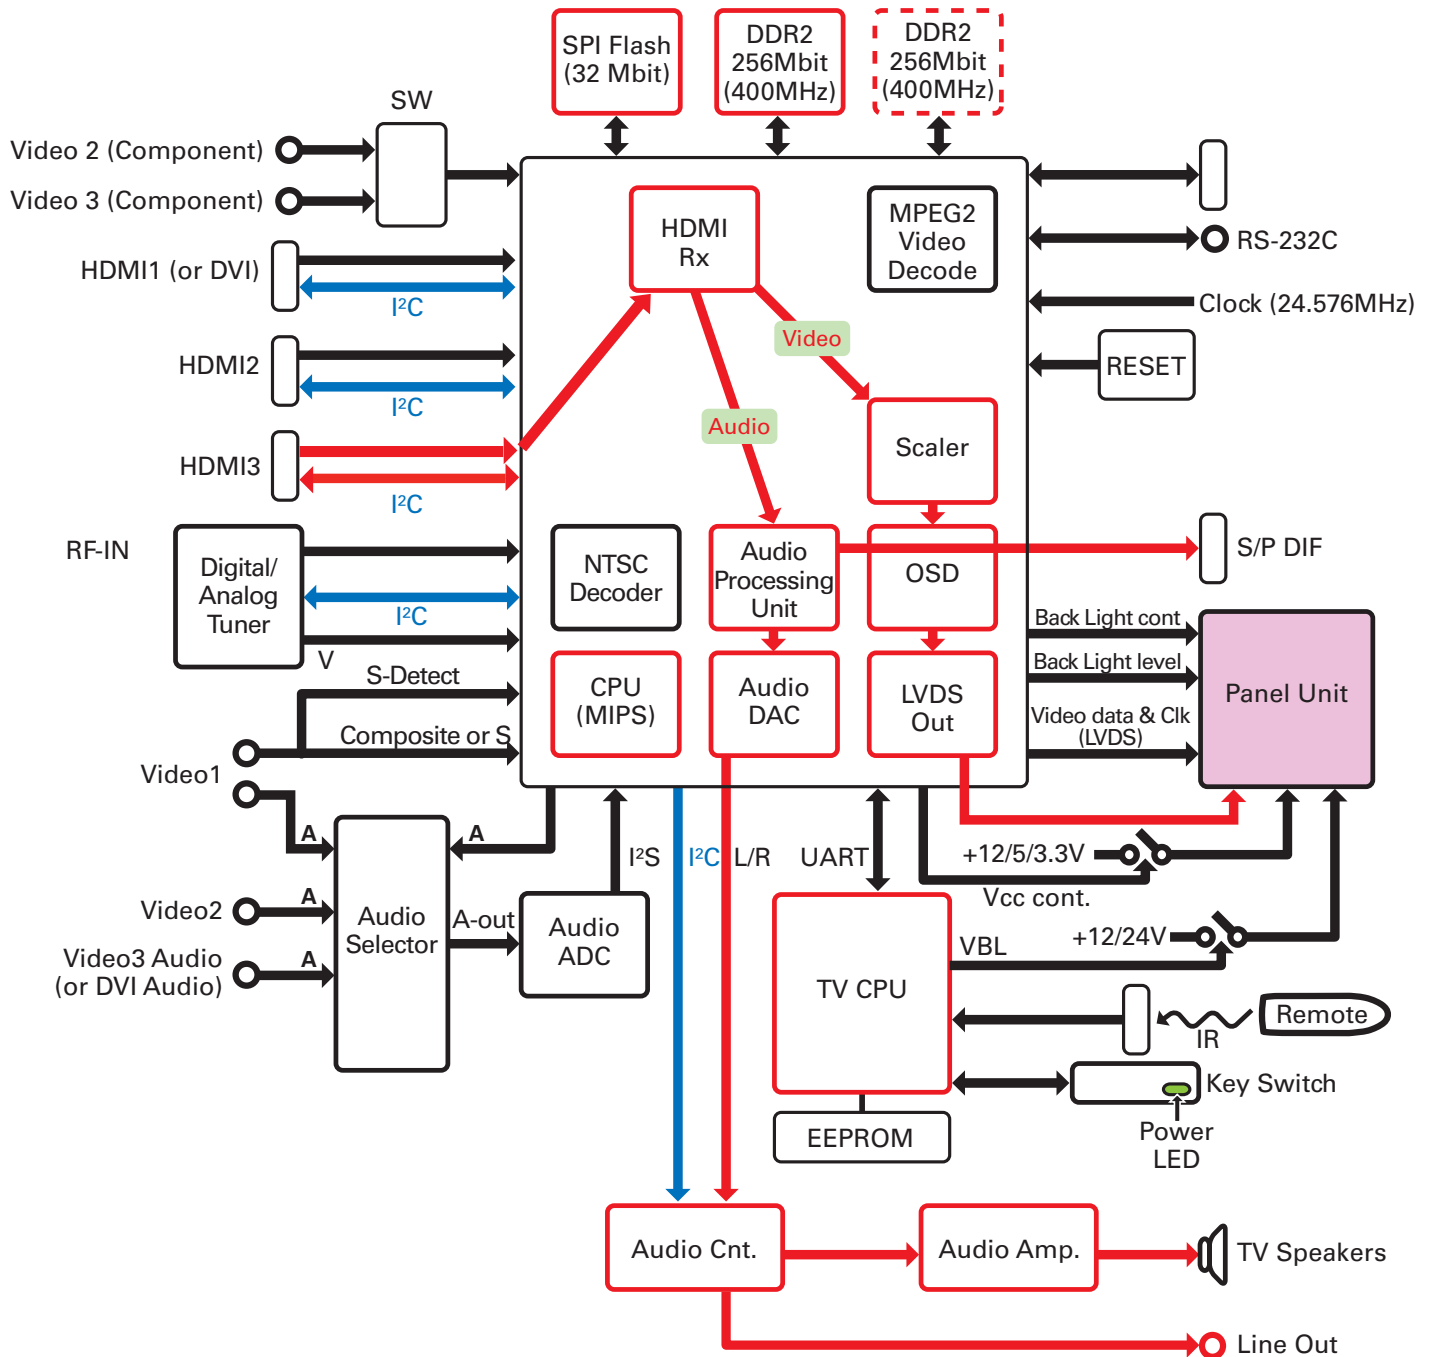 SPI Flash
(32 Mbit)
DDR2
256Mbit
(400MHz)
DDR2
256Mbit
(400MHz)
SW
Video 2 (Component)
Video 3 (Component)
HDMI
Rx
MPEG2
Video
Decode
RS-232C
HDMI1 (or DVI)
I²C
Clock (24.576MHz)
Video
HDMI2
I²C
RESET
Audio
Scaler
HDMI3
I²C
RF-IN
Digital/
Analog
Tuner
I²C
V
NTSC
Decoder
Audio
Processing
Unit
OSD
S/P DIF
Back Light cont
Back Light level
Video data & Clk
(LVDS)
Panel Unit
S-Detect
Composite or S
CPU
(MIPS)
Audio
DAC
LVDS
Out
Video1
A
A
I²S
I²C
L/R
UART
+12/5/3.3V
Vcc cont.
Video2
A
Audio
Selector
A-out
Audio
ADC
+12/24V
VBL
Video3 Audio
(or DVI Audio)
A
TV CPU
IR
Remote
Key Switch
Power
LED
EEPROM
Audio Cnt.
Audio Amp.
TV Speakers
Line Out